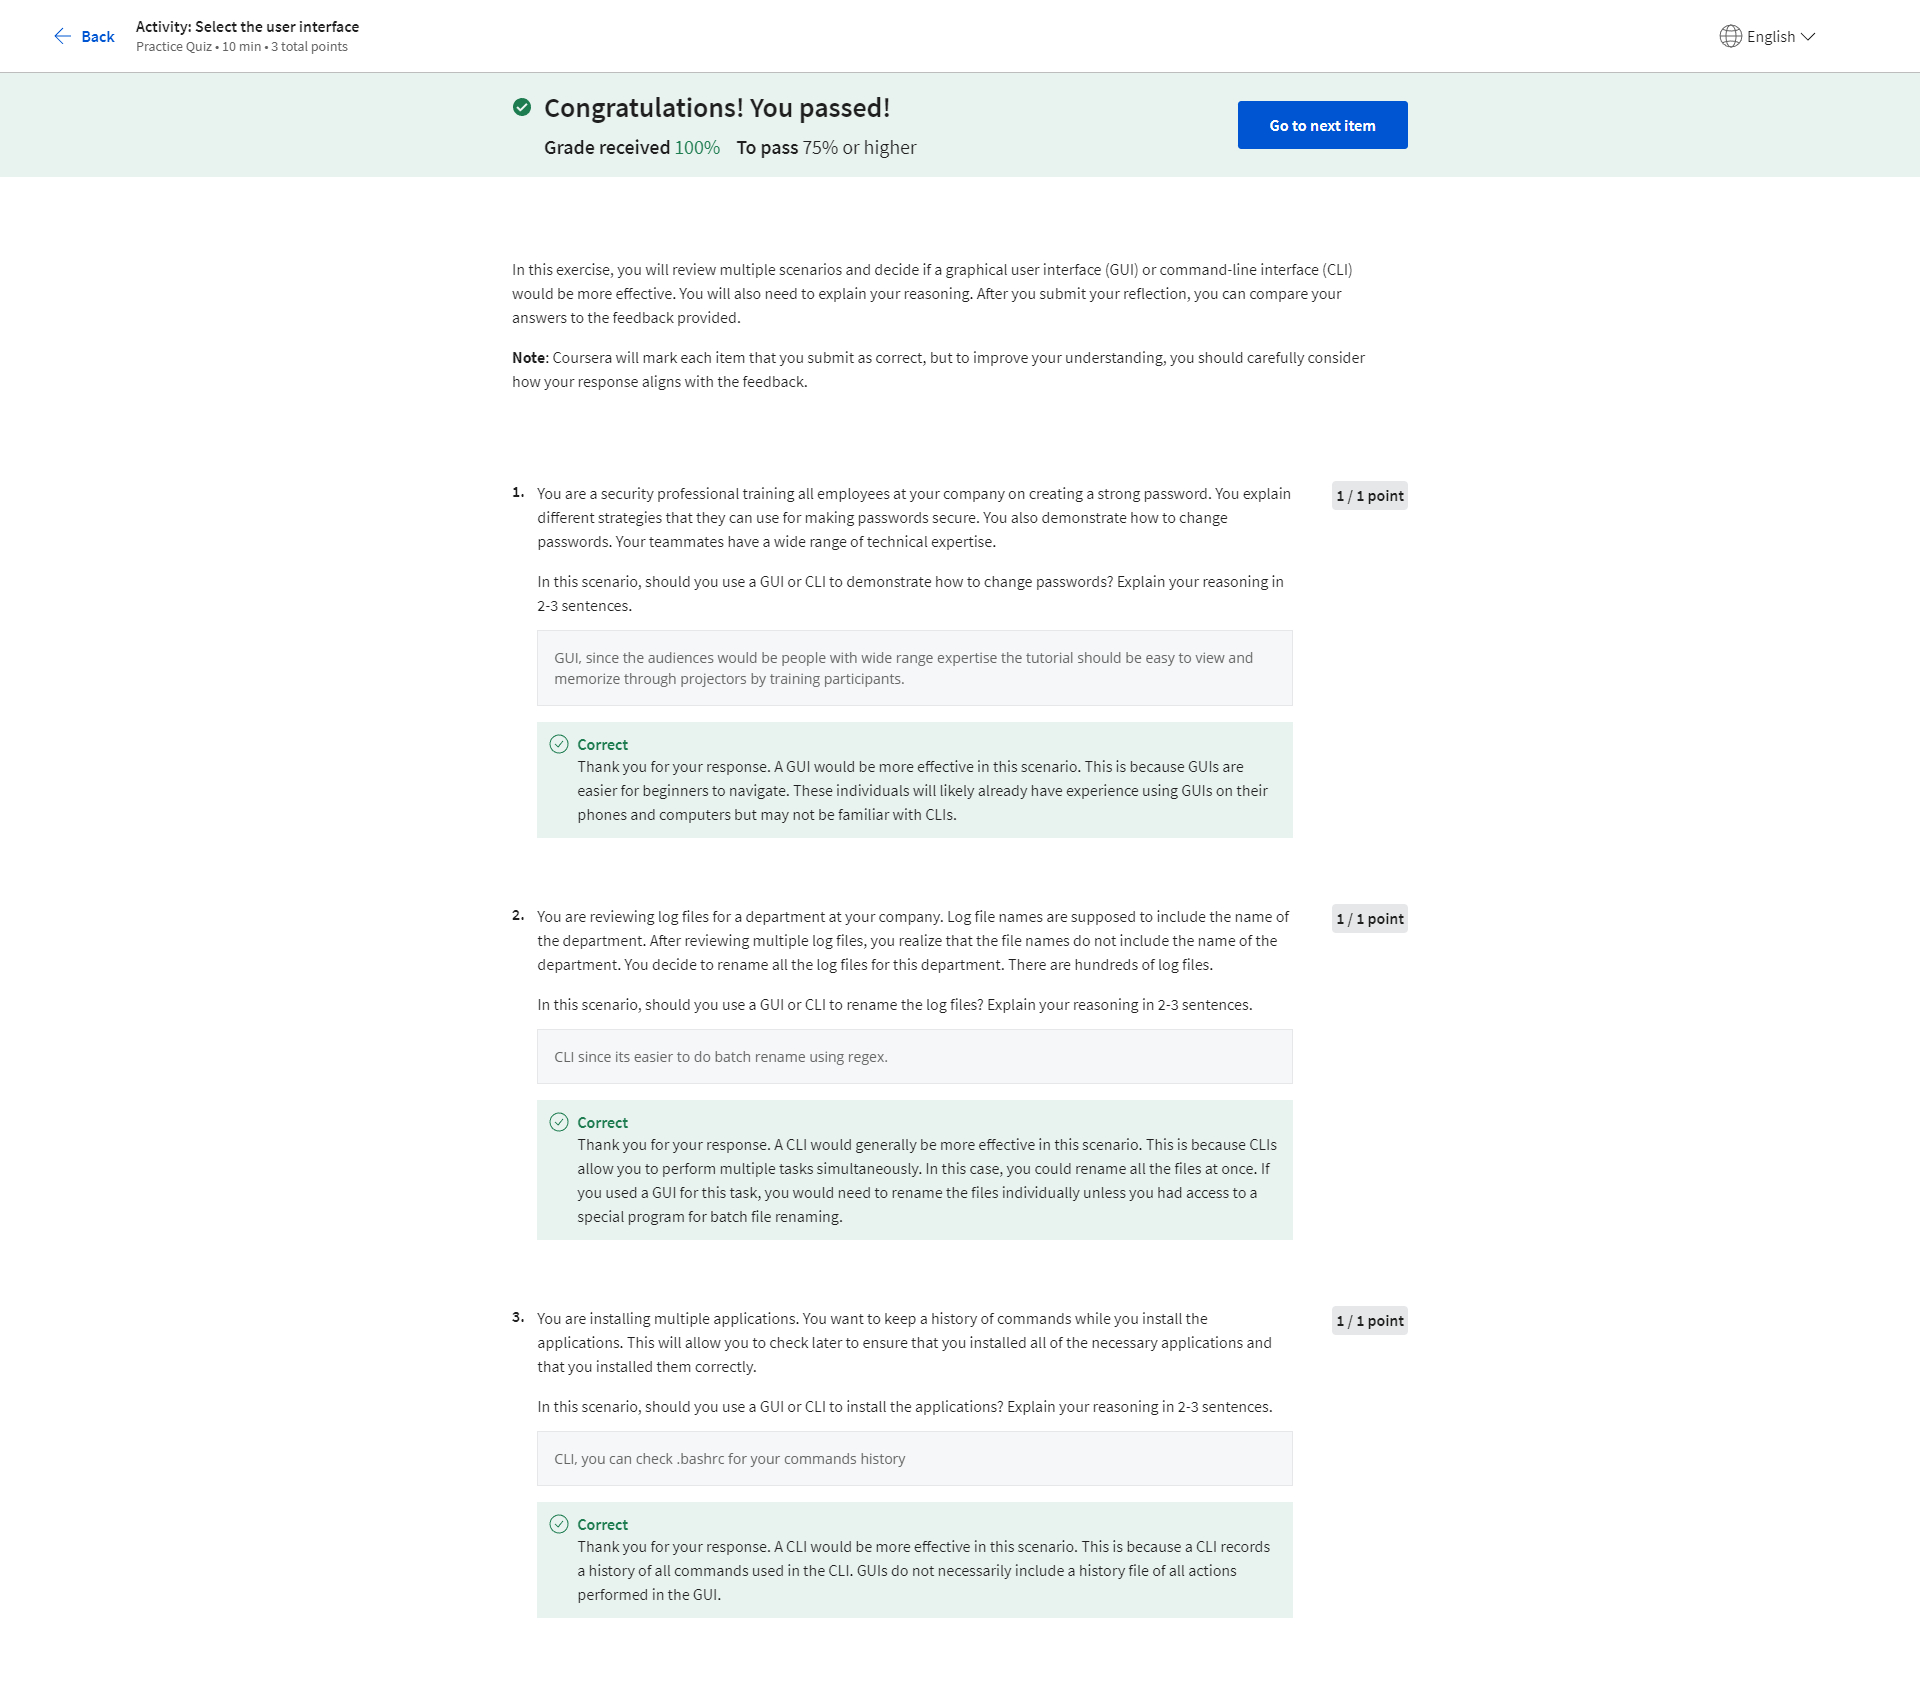 Back
Activity: Select the user interface
Practice Quiz • 10 min • 3 total points
English
Congratulations! You passed!
Grade received 100% To pass 75% or higher
Go to next item
In this exercise, you will review multiple scenarios and decide if a graphical user interface (GUI) or command-line interface (CLI)
would be more effective. You will also need to explain your reasoning. After you submit your reflection, you can compare your
answers to the feedback provided.
Note: Coursera will mark each item that you submit as correct, but to improve your understanding, you should carefully consider
how your response aligns with the feedback.
1. You are a security professional training all employees at your company on creating a strong password. You explain
different strategies that they can use for making passwords secure. You also demonstrate how to change
passwords. Your teammates have a wide range of technical expertise.
1 / 1 point
In this scenario, should you use a GUI or CLI to demonstrate how to change passwords? Explain your reasoning in
2-3 sentences.
GUI, since the audiences would be people with wide range expertise the tutorial should be easy to view and
memorize through projectors by training participants.
Correct
Thank you for your response. A GUI would be more effective in this scenario. This is because GUIs are
easier for beginners to navigate. These individuals will likely already have experience using GUIs on their
phones and computers but may not be familiar with CLIs.
2. You are reviewing log files for a department at your company. Log file names are supposed to include the name of
the department. After reviewing multiple log files, you realize that the file names do not include the name of the
department. You decide to rename all the log files for this department. There are hundreds of log files.
1 / 1 point
In this scenario, should you use a GUI or CLI to rename the log files? Explain your reasoning in 2-3 sentences.
CLI since its easier to do batch rename using regex.
Correct
Thank you for your response. A CLI would generally be more effective in this scenario. This is because CLIs
allow you to perform multiple tasks simultaneously. In this case, you could rename all the files at once. If
you used a GUI for this task, you would need to rename the files individually unless you had access to a
special program for batch file renaming.
3. You are installing multiple applications. You want to keep a history of commands while you install the
applications. This will allow you to check later to ensure that you installed all of the necessary applications and
that you installed them correctly.
1 / 1 point
In this scenario, should you use a GUI or CLI to install the applications? Explain your reasoning in 2-3 sentences.
CLI, you can check .bashrc for your commands history
Correct
Thank you for your response. A CLI would be more effective in this scenario. This is because a CLI records
a history of all commands used in the CLI. GUIs do not necessarily include a history file of all actions
performed in the GUI.